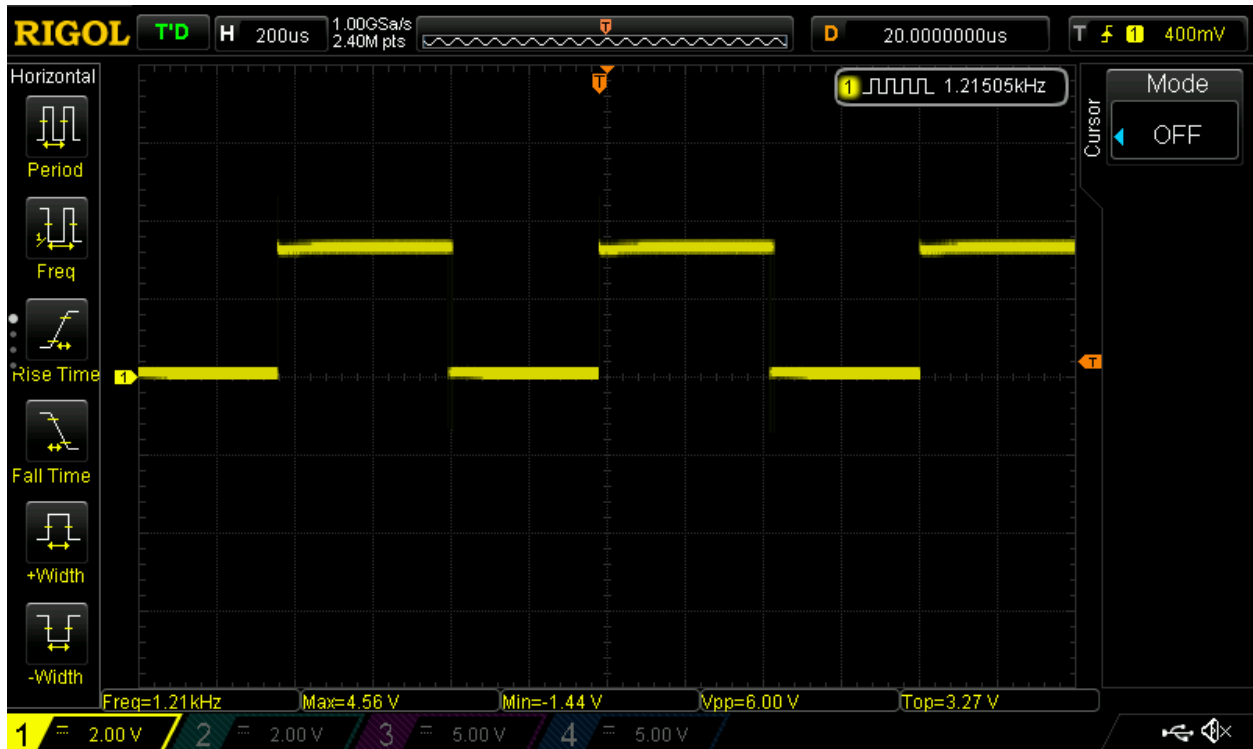 RIGOL T'D H 200us 1.00GSa/s
2.40M pts
D 20.0000000us T 1 400mV
Horizontal
T
1 1.21505kHz
Mode
Cursor
OFF
Period
1/
Freq
Rise Time
1
T
Fall Time
+Width
-Width
Freq=1.21kHz Max=4.56 V Min=-1.44 V Vpp=6.00 V Top=3.27 V
1 2.00 V 2 2.00 V 3 5.00 V 4 5.00 V